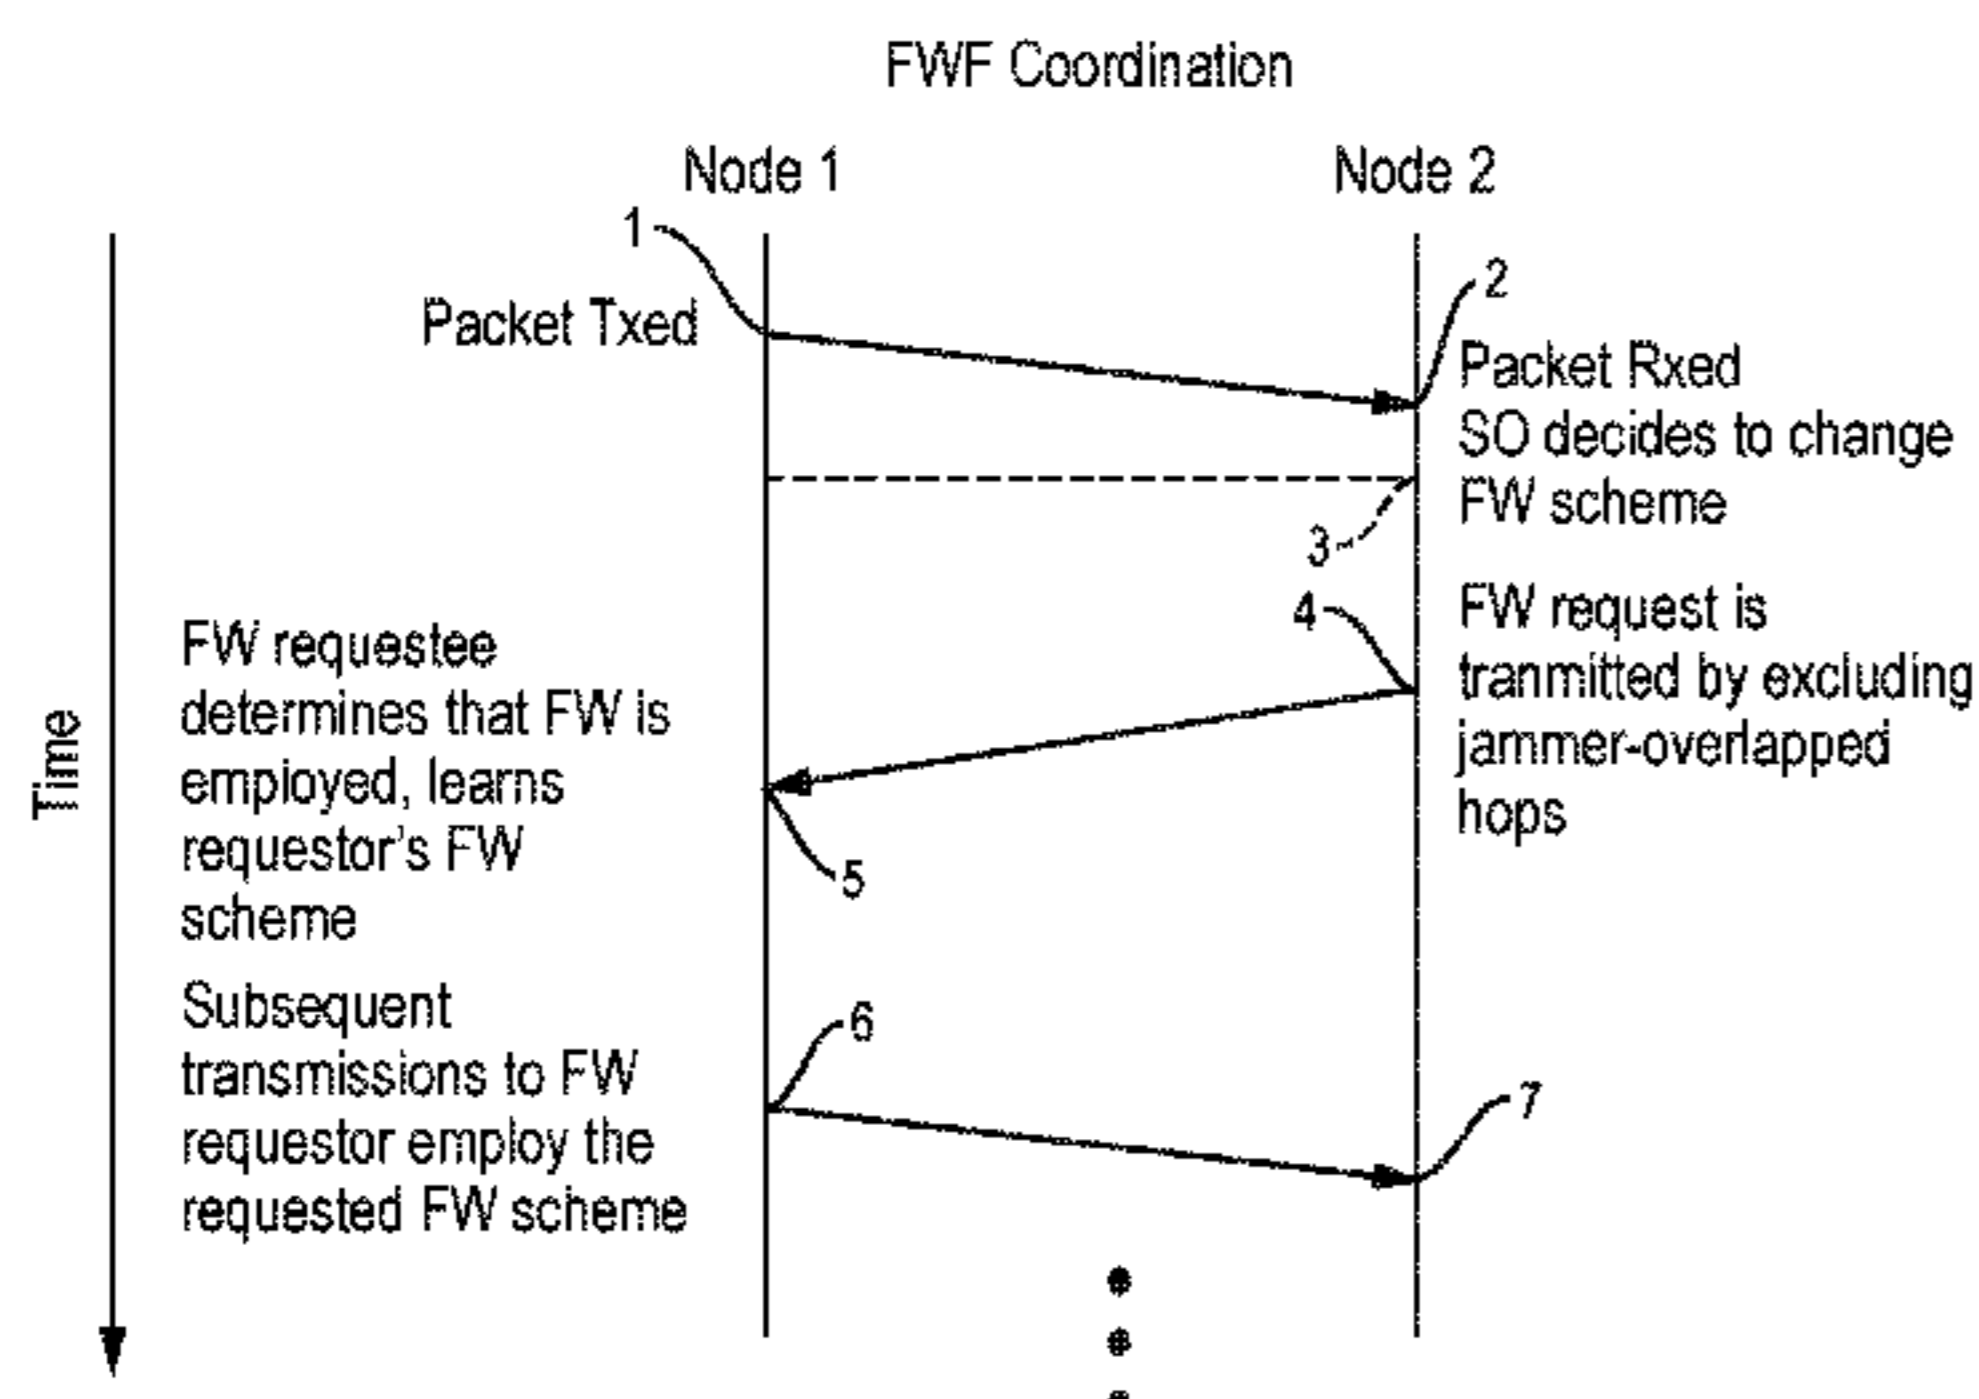 FWF Coordination
Node 1
Node 2
1
2
Packet Txed
Packet Rxed
SO decides to change
FW scheme
3
4
FW request is
tranmitted by excluding
jammer-overlapped
hops
FW requestee
determines that FW is
employed, learns
requestor's FW
scheme
5
Time
Subsequent
transmissions to FW
requestor employ the
requested FW scheme
6
7